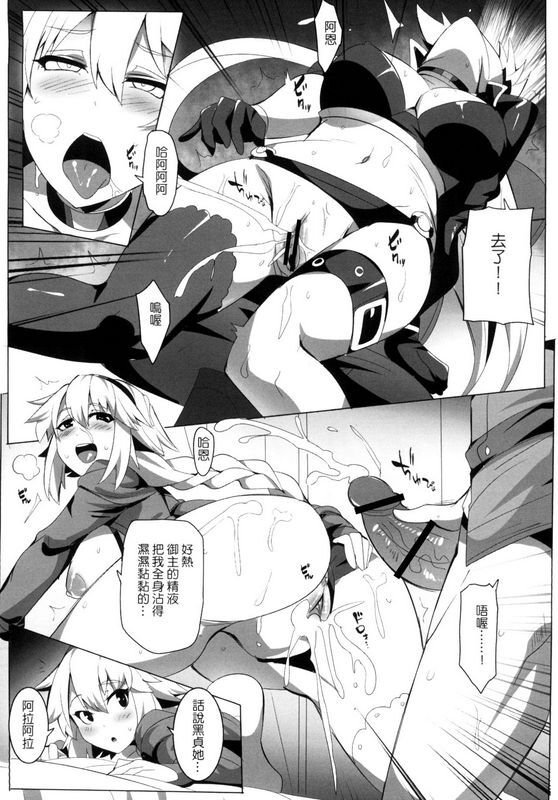 去了！！
阿恩
哈阿阿阿
嗚喔
哈恩
好熱
御主的精液
把我全身沾得
濕濕黏黏的…
唔喔……！
話說黑貞她…
阿拉阿拉